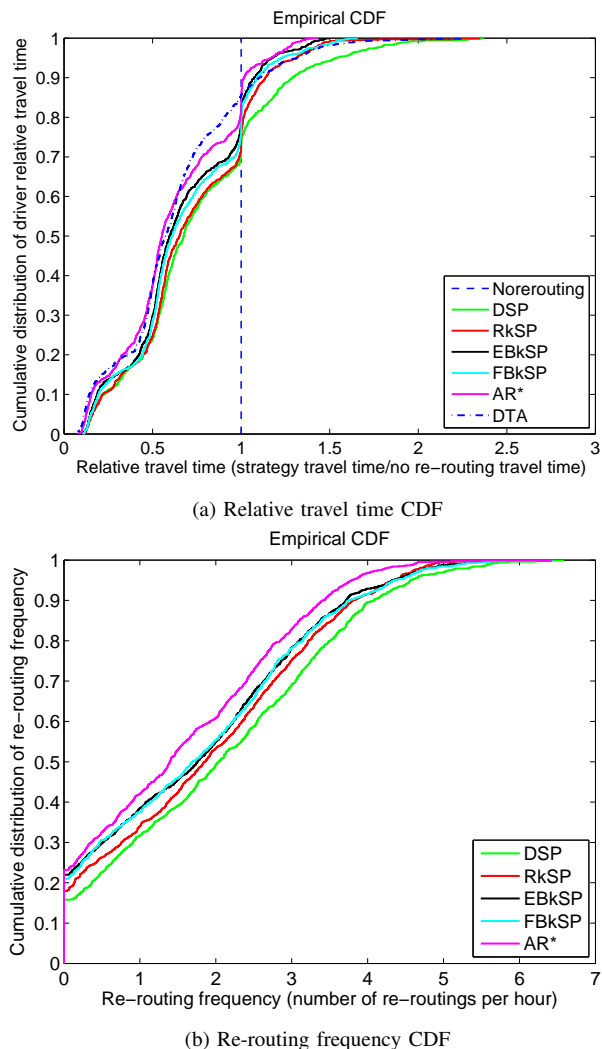 Empirical CDF
Cumulative distribution of driver relative travel time
1
0.9
0.8
0.7
0.6
0.5
0.4
0.3
0.2
0.1
0
0 0.5 1 1.5 2 2.5 3
Norerouting
DSP
RkSP
EBkSP
FBkSP
AR*
DTA
Relative travel time (strategy travel time/no re−routing travel time)
(a) Relative travel time CDF
Empirical CDF
Cumulative distribution of re−routing frequency
1
0.9
0.8
0.7
0.6
0.5
0.4
0.3
0.2
0.1
0
0 1 2 3 4 5 6 7
DSP
RkSP
EBkSP
FBkSP
AR*
Re−routing frequency (number of re−routings per hour)
(b) Re-routing frequency CDF